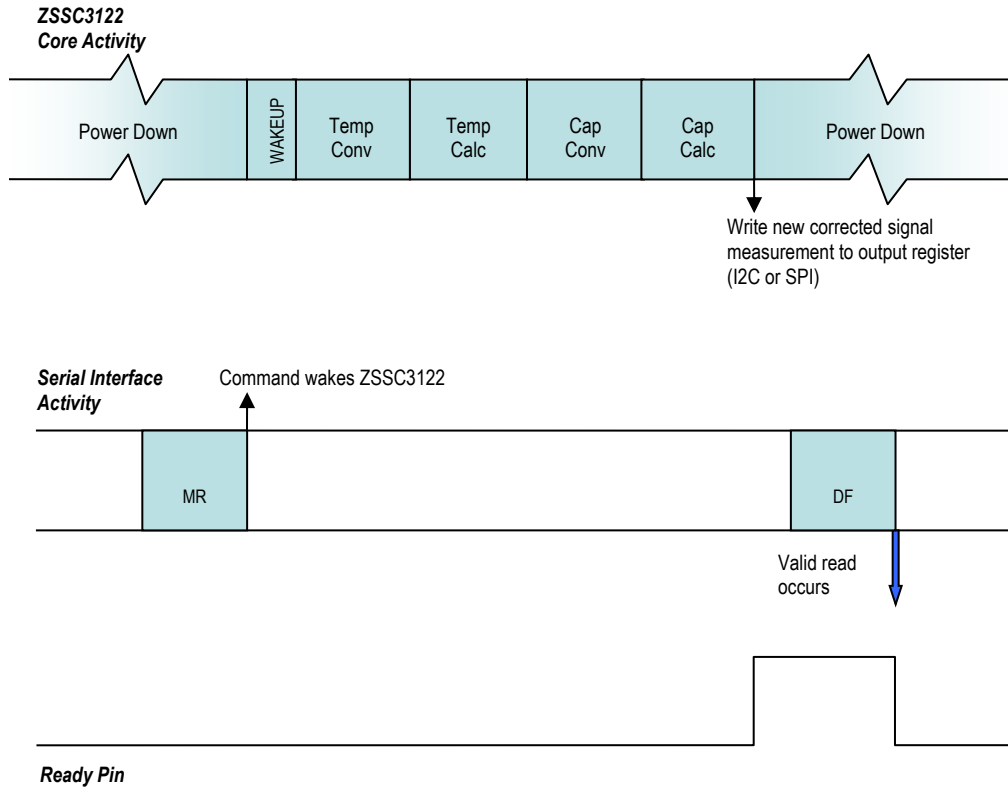 ZSSC3122
Core Activity
Power Down
WAKEUP
Temp
Conv
Temp
Calc
Cap
Conv
Cap
Calc
Power Down
Write new corrected signal
measurement to output register
(I2C or SPI)
Serial Interface
Activity
Command wakes ZSSC3122
MR
DF
Valid read
occurs
Ready Pin